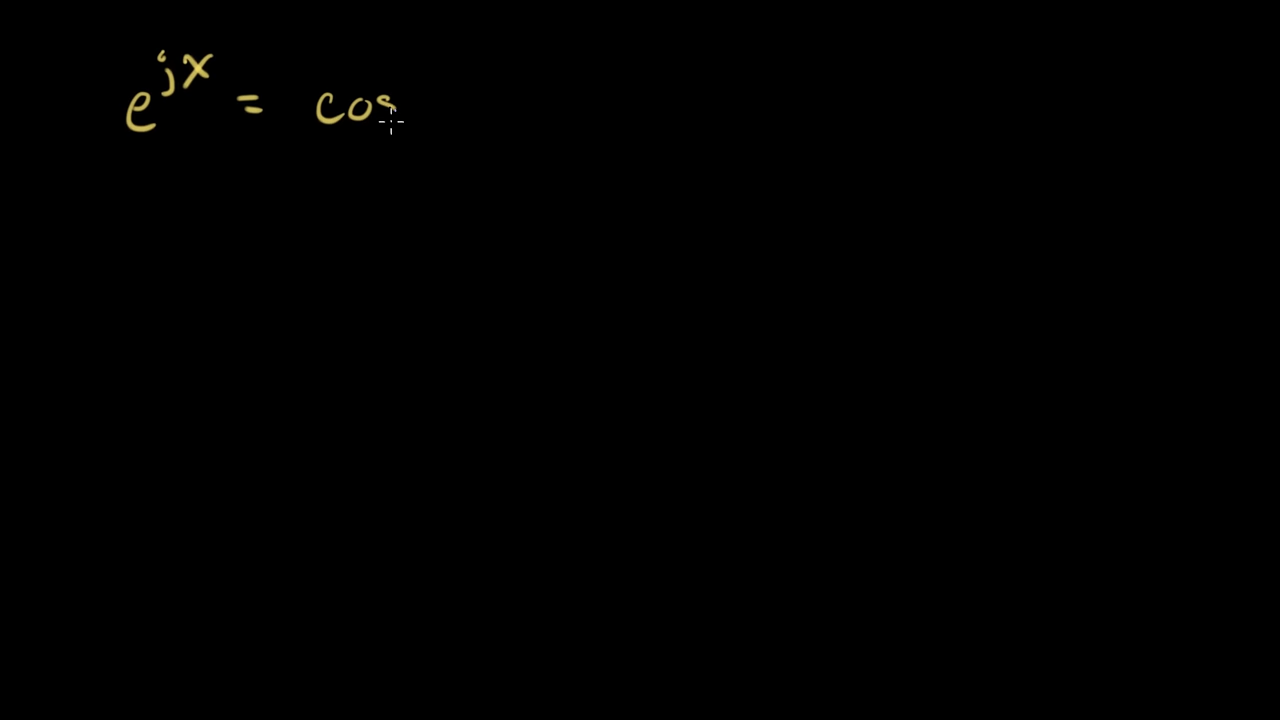 e^{jx} = cos